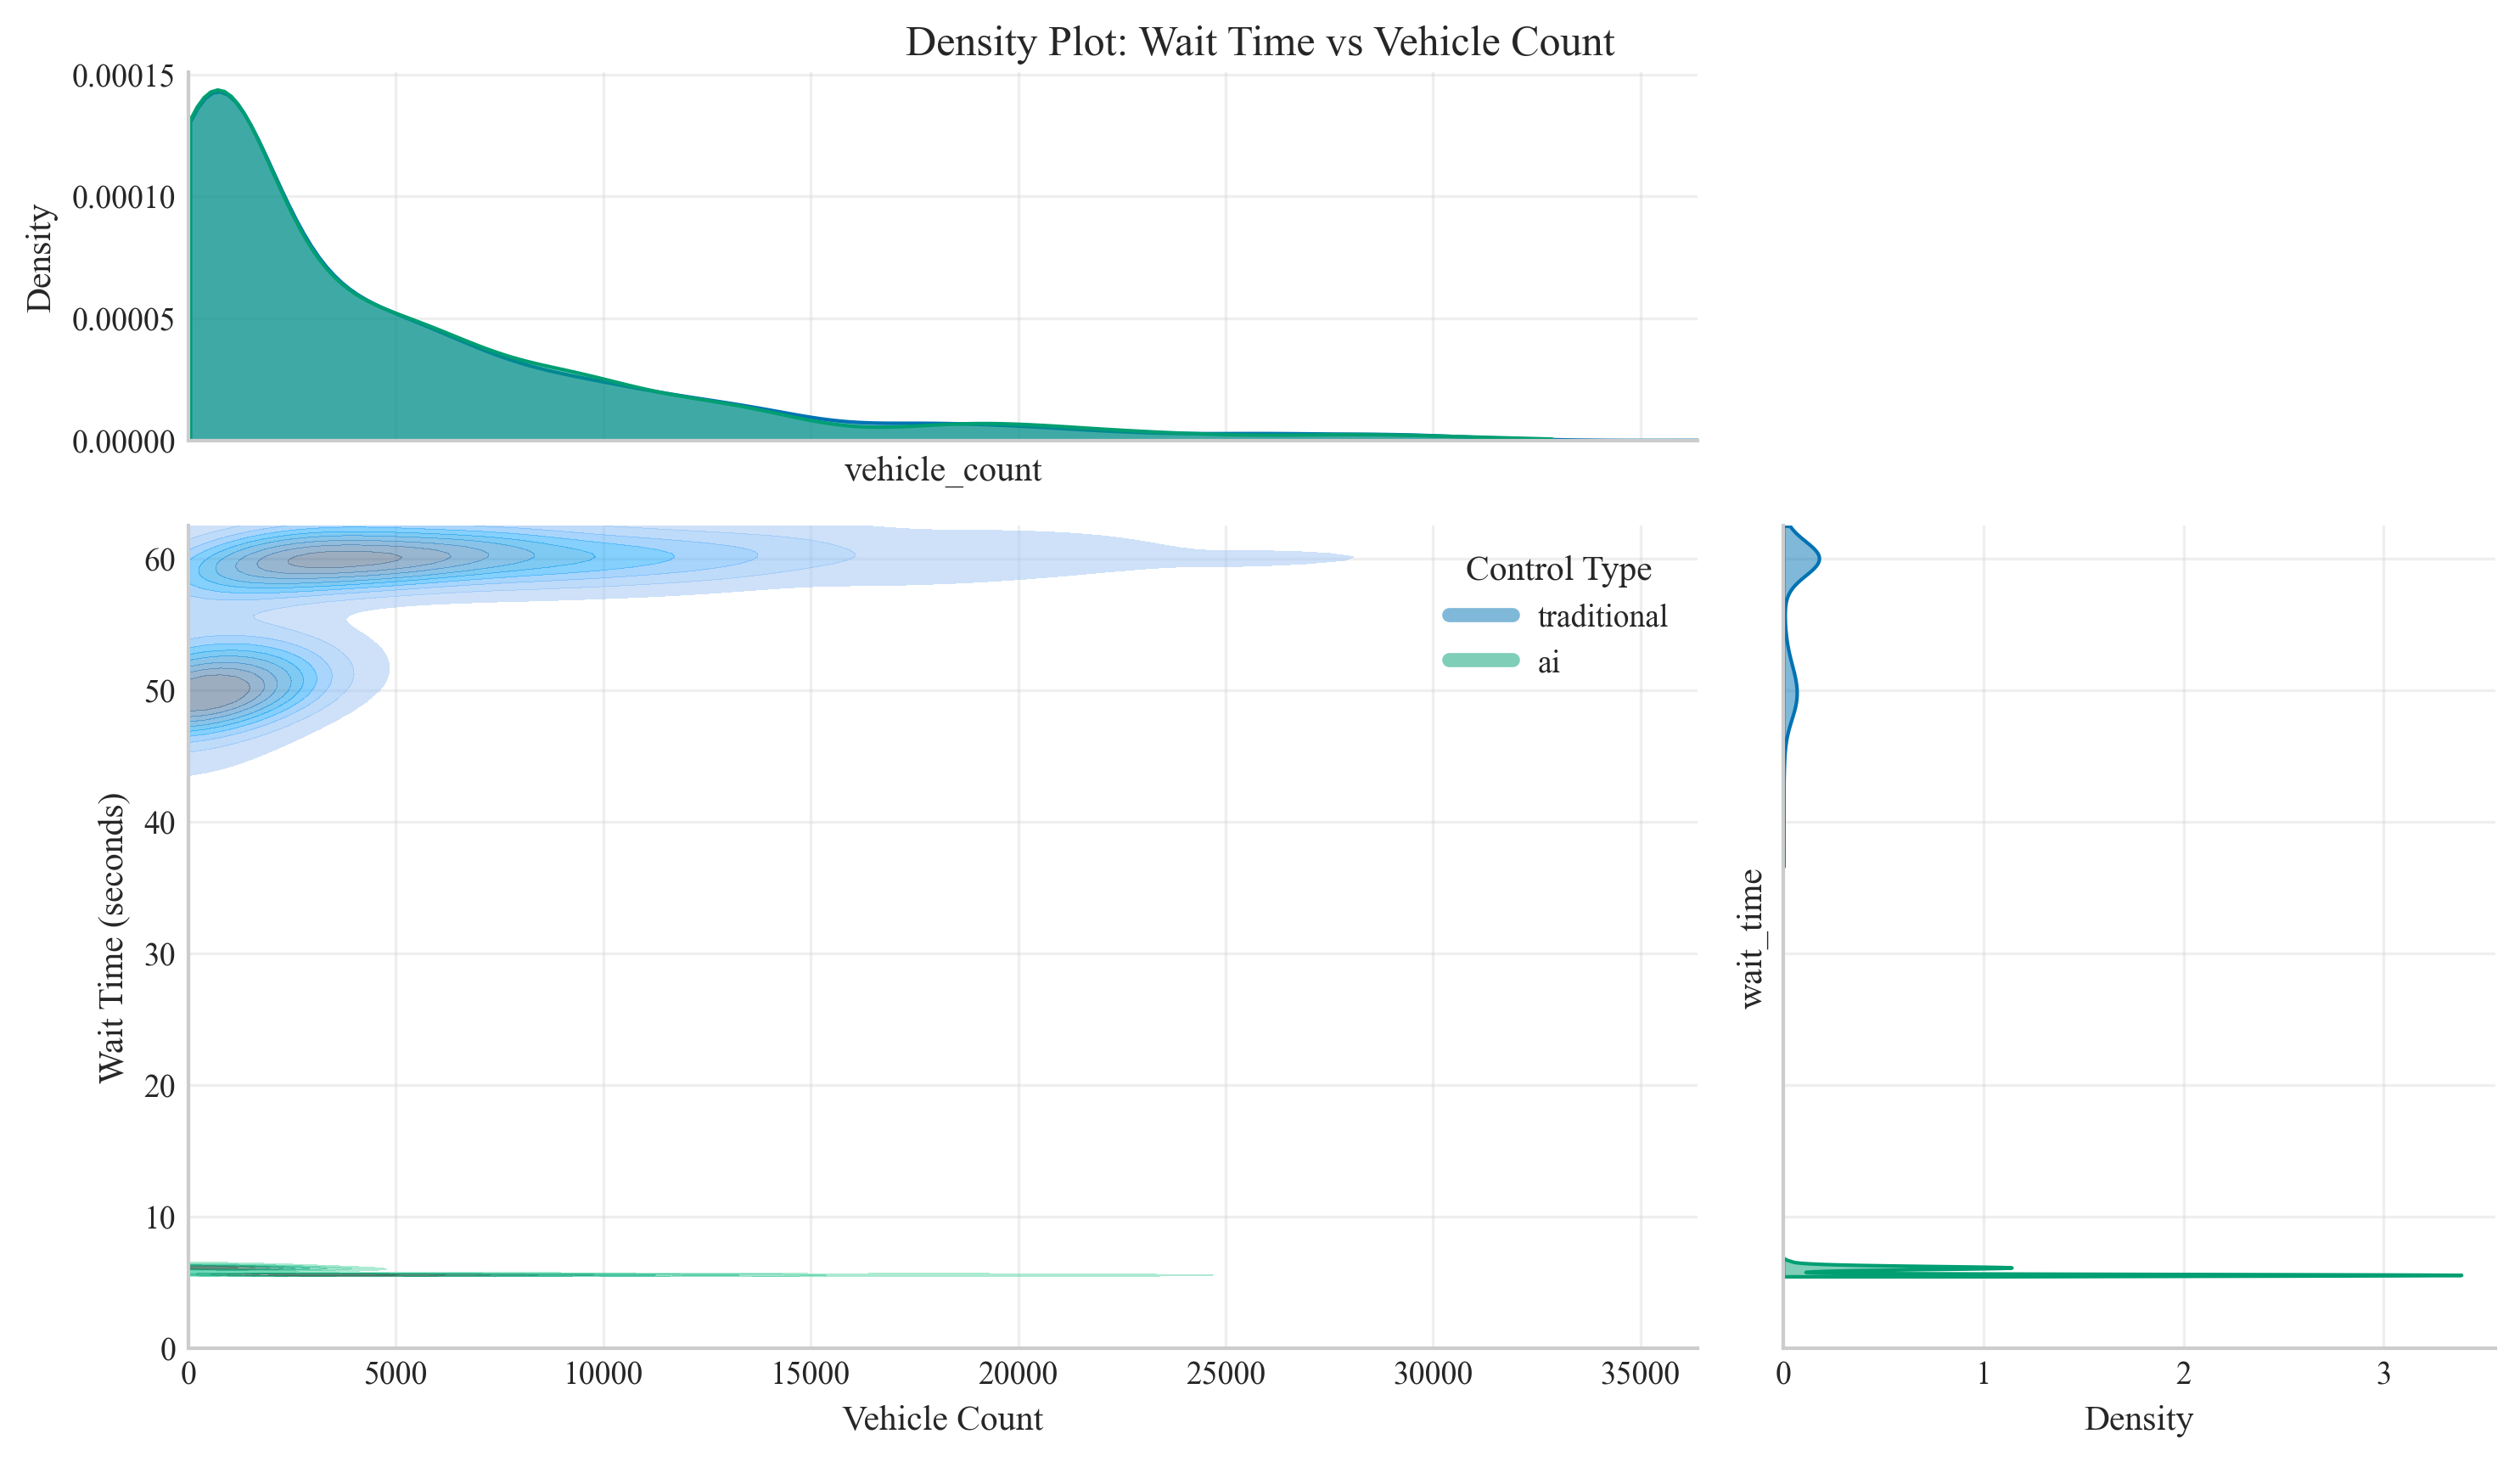 Density Plot: Wait Time vs Vehicle Count
0.00015
0.00010
0.00005
0.00000
Density
vehicle_count
60
50
40
30
20
10
0
Wait Time (seconds)
Control Type
traditional
ai
0 5000 10000 15000 20000 25000 30000 35000
Vehicle Count
wait_time
0 1 2 3
Density